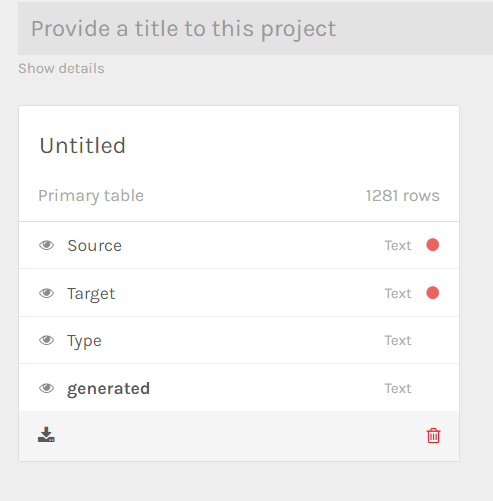 Provide a title to this project
Show details
Untitled
Primary table 1281 rows
Source Text
Target Text
Type Text
generated Text